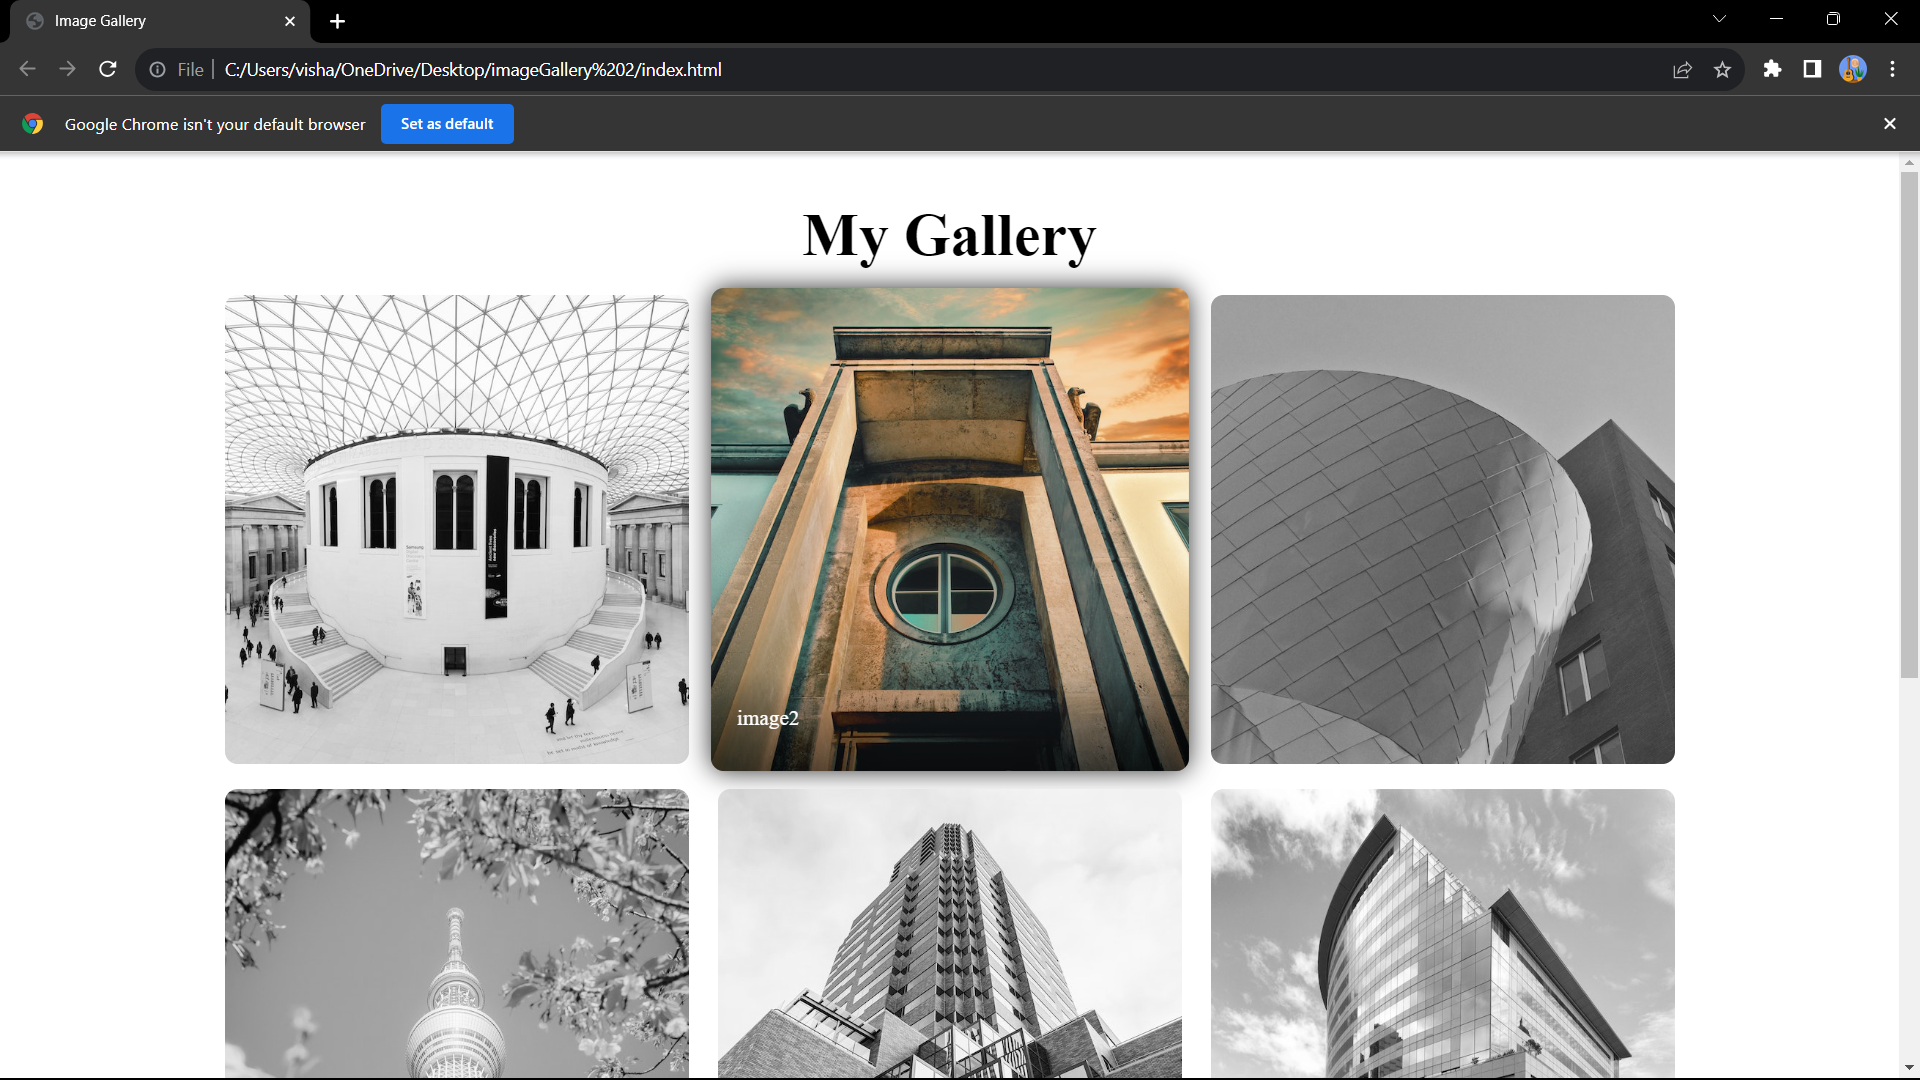 Image Gallery
File
C:/Users/visha/OneDrive/Desktop/imageGallery%202/index.html
Google Chrome isn't your default browser
Set as default
My Gallery
image2